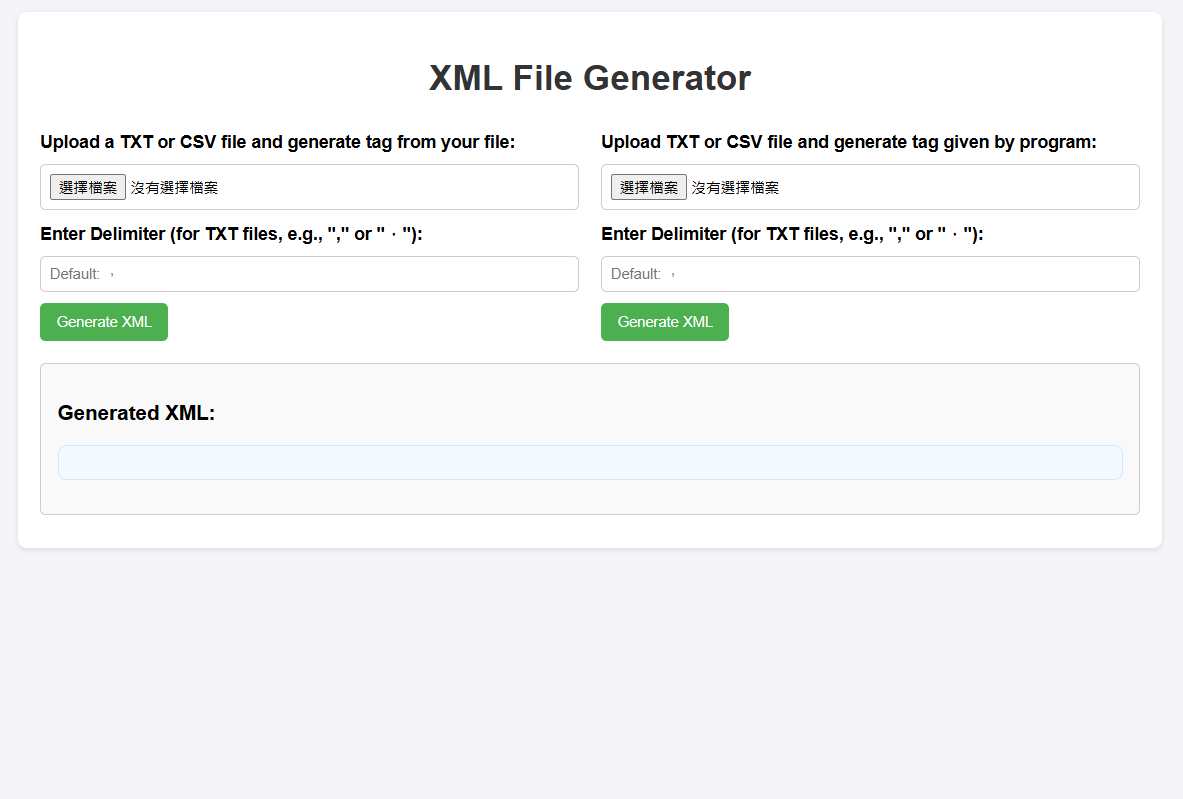 XML File Generator
Upload a TXT or CSV file and generate tag from your file:
選擇檔案 沒有選擇檔案
Enter Delimiter (for TXT files, e.g., "," or "‧"):
Default: ，
Generate XML
Upload TXT or CSV file and generate tag given by program:
選擇檔案 沒有選擇檔案
Enter Delimiter (for TXT files, e.g., "," or "‧"):
Default: ，
Generate XML
Generated XML: